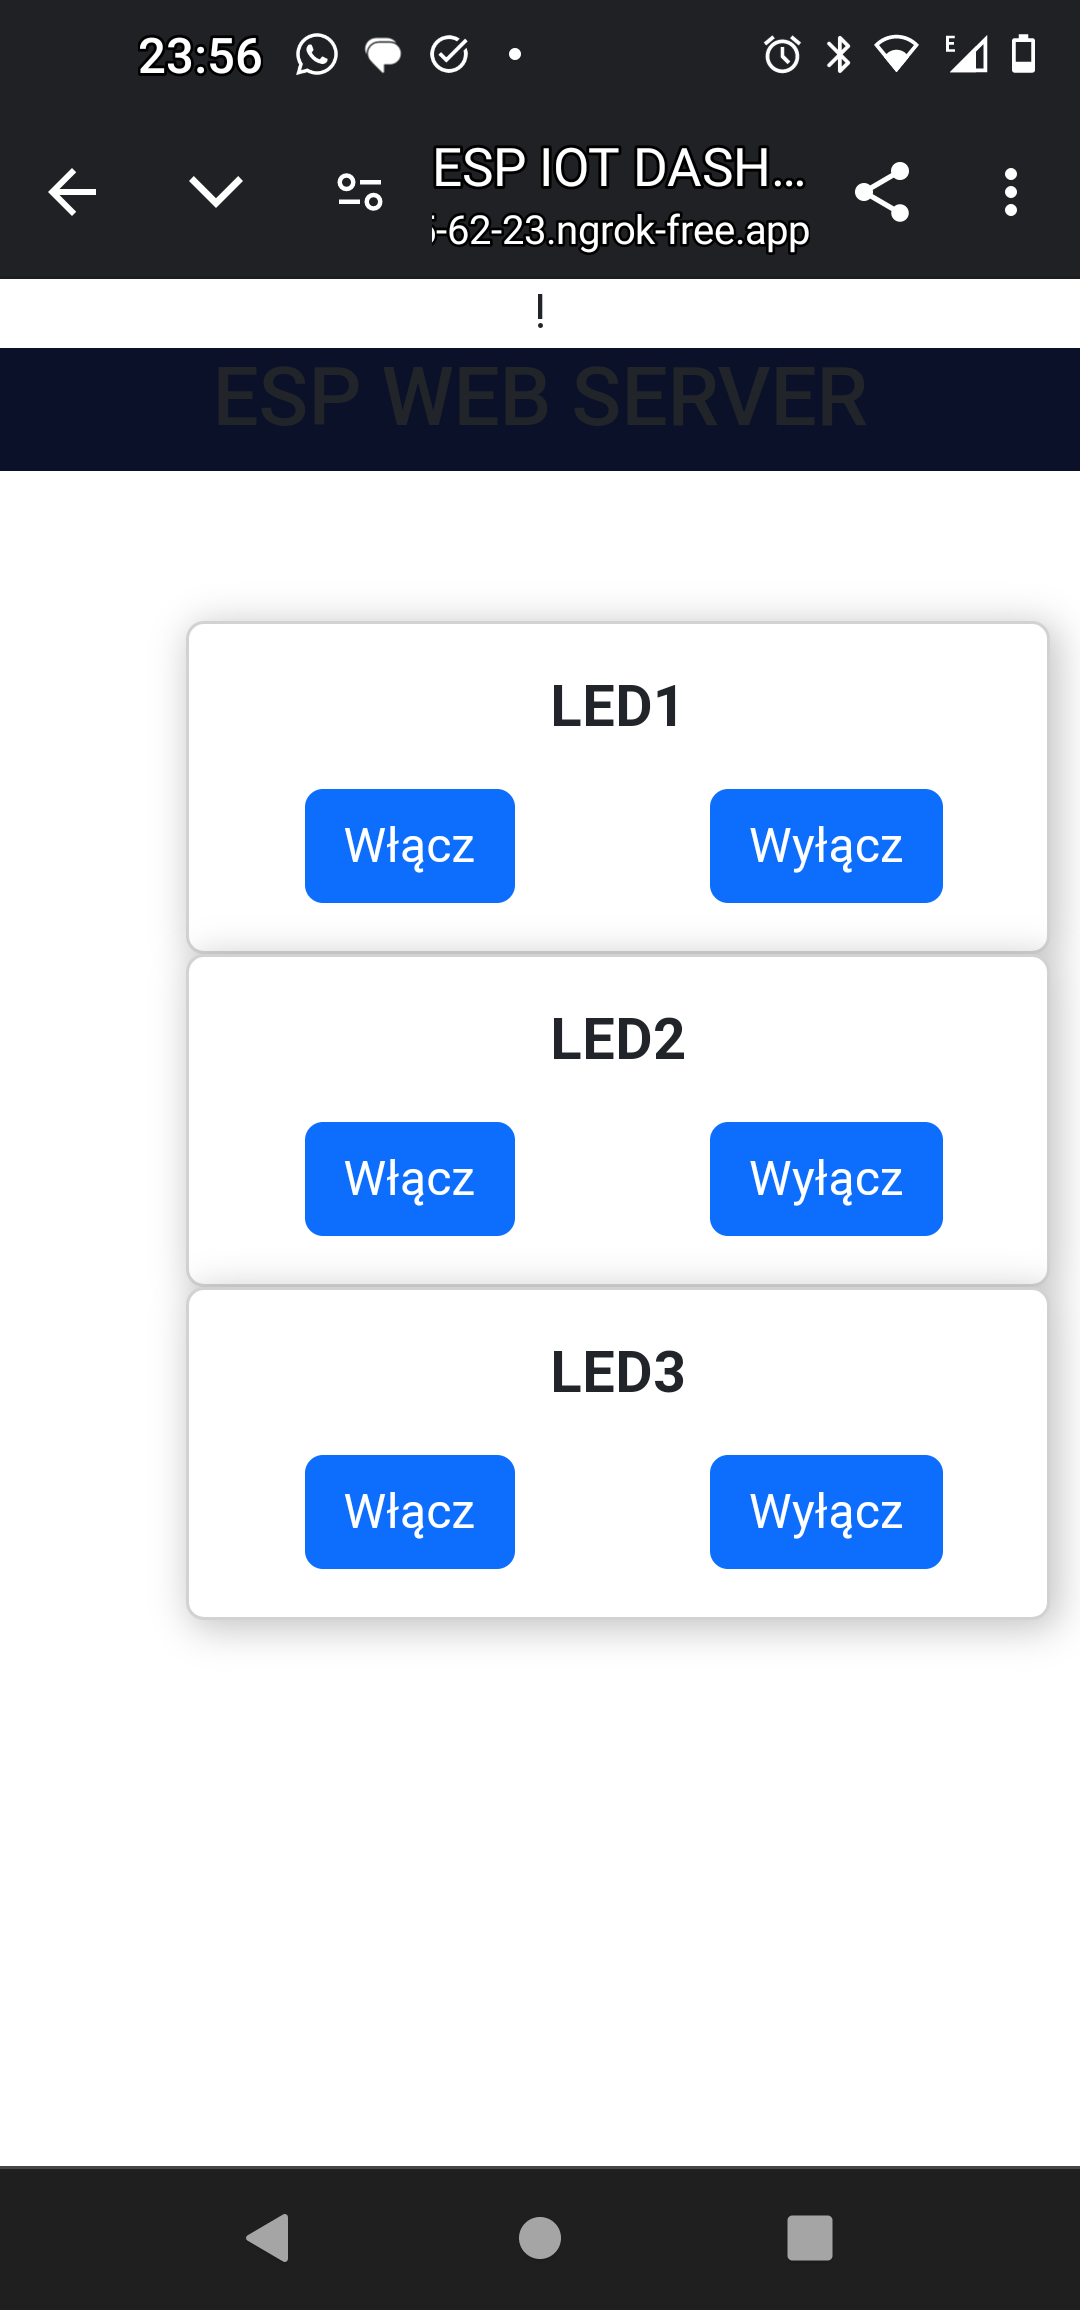 23:56
E
ESP IOT DASH...
-62-23.ngrok-free.app
!
ESP WEB SERVER
LED1
Włącz Wyłącz
LED2
Włącz Wyłącz
LED3
Włącz Wyłącz